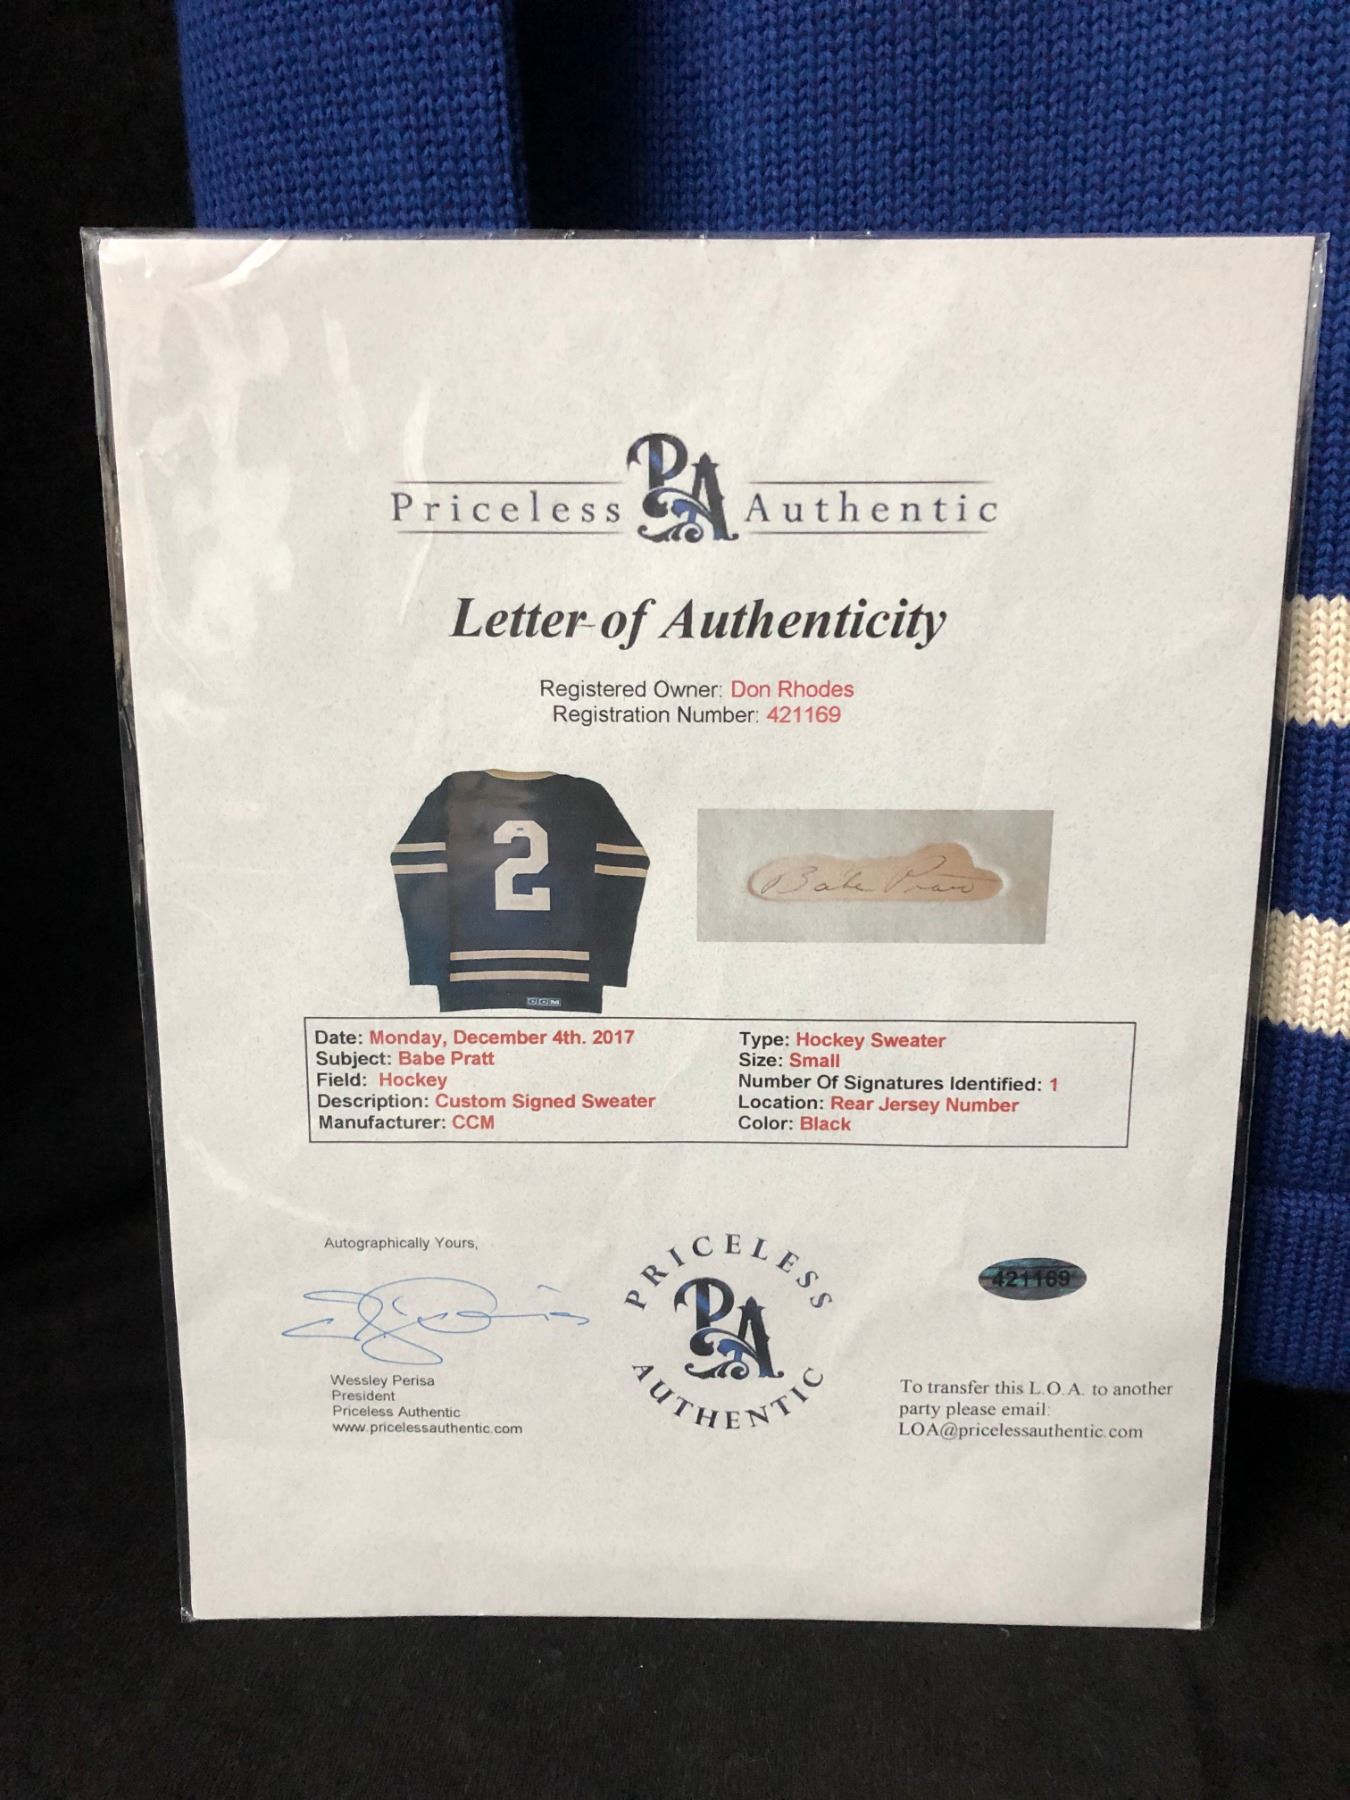 Priceless PA Authentic
Letter of Authenticity
Registered Owner: Don Rhodes
Registration Number: 421169
2
CCM
Babe Pratt
Date: Monday, December 4th. 2017
Subject: Babe Pratt
Field: Hockey
Description: Custom Signed Sweater
Manufacturer: CCM
Type: Hockey Sweater
Size: Small
Number Of Signatures Identified: 1
Location: Rear Jersey Number
Color: Black
Autographically Yours,
Wessley Perisa
President
Priceless Authentic
www.pricelessauthentic.com
PRICELESS
PA
AUTHENTIC
421169
To transfer this L.O.A. to another
party please email:
LOA@pricelessauthentic.com